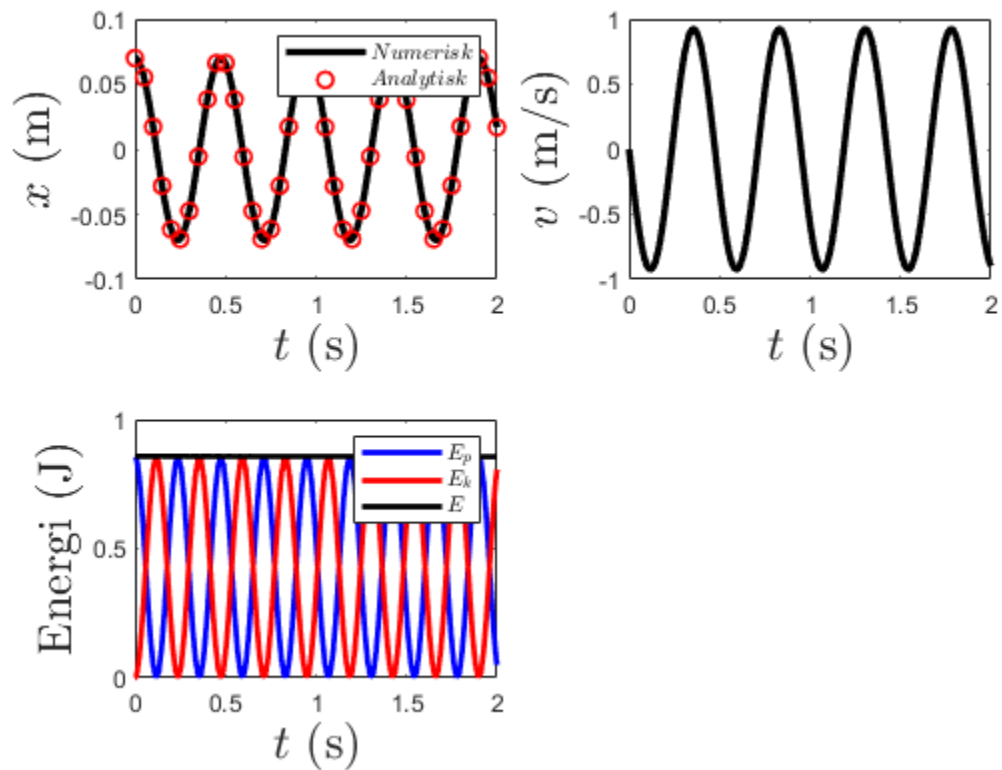 0.1
0.05
0
-0.05
-0.1
x (m)
Numerisk
Analytisk
0 0.5 1 1.5 2
t (s)
1
0.5
0
-0.5
-1
v (m/s)
0 0.5 1 1.5 2
t (s)
1
0.5
0
Energi (J)
E_p
E_k
E
0 0.5 1 1.5 2
t (s)